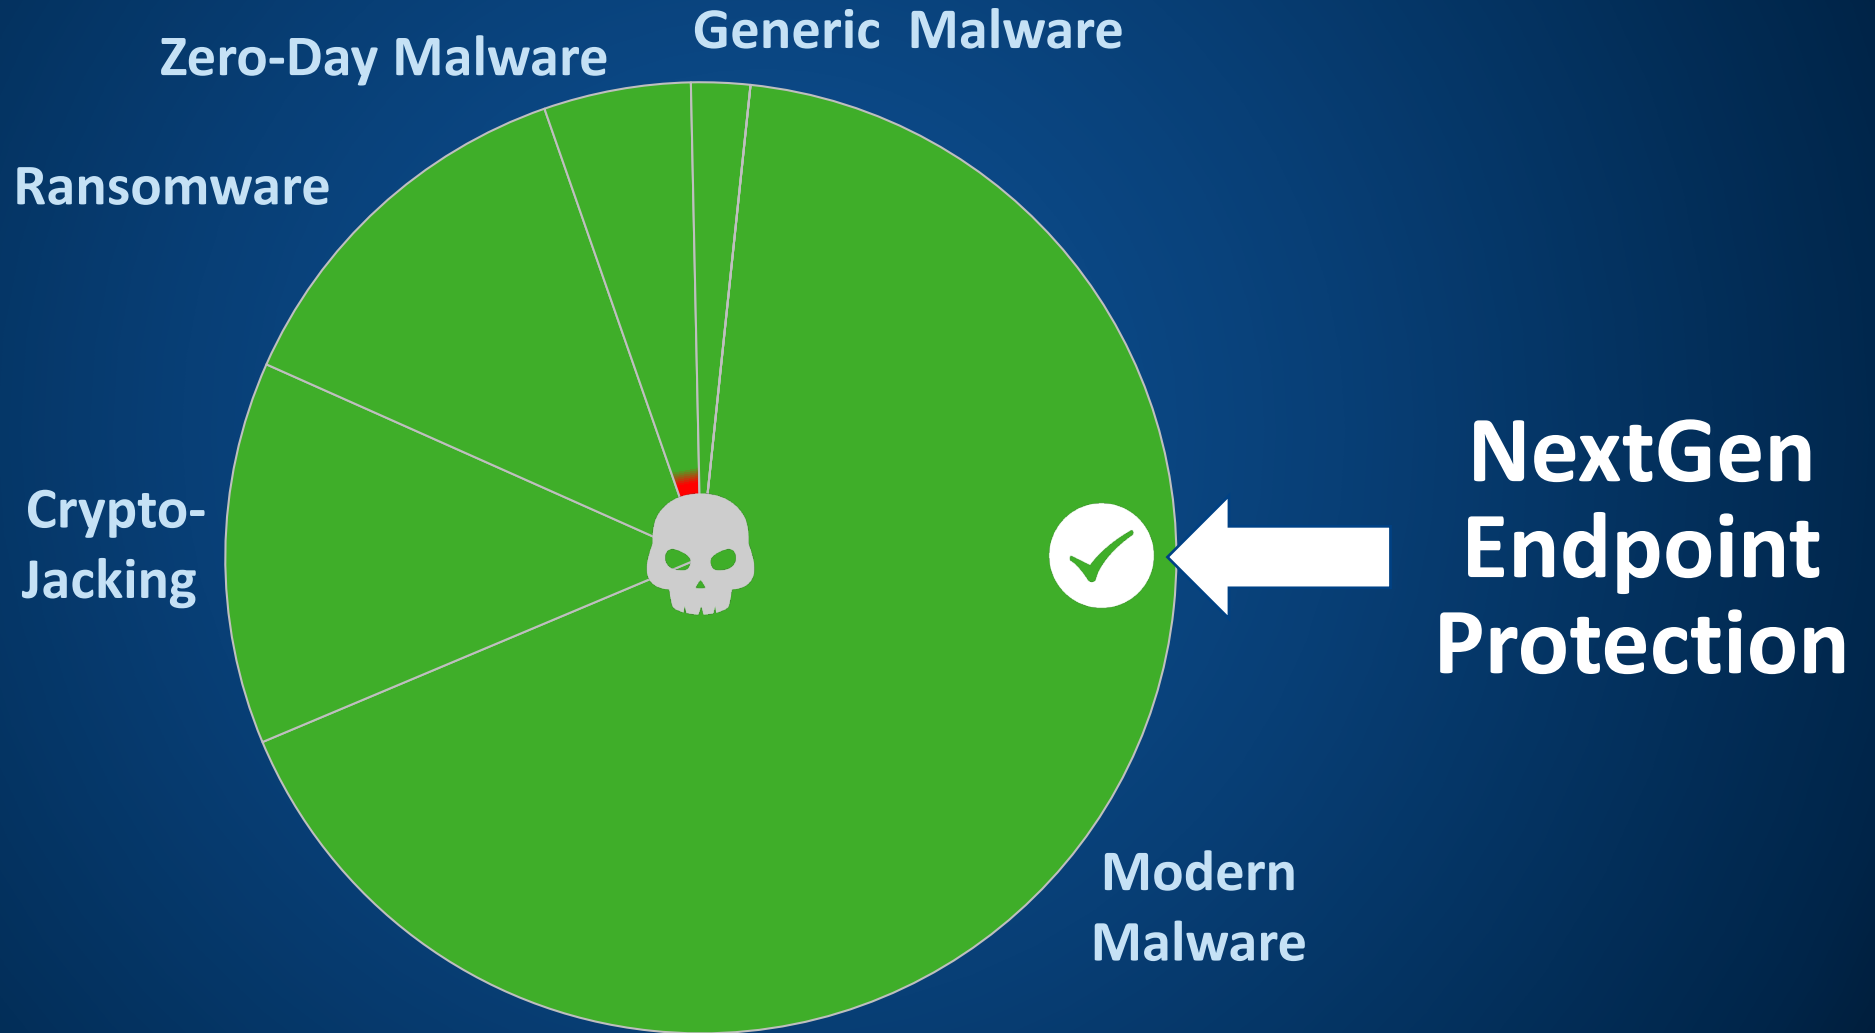 Generic Malware
Zero-Day Malware
Ransomware
Crypto-
Jacking
NextGen
Endpoint
Protection
Modern
Malware